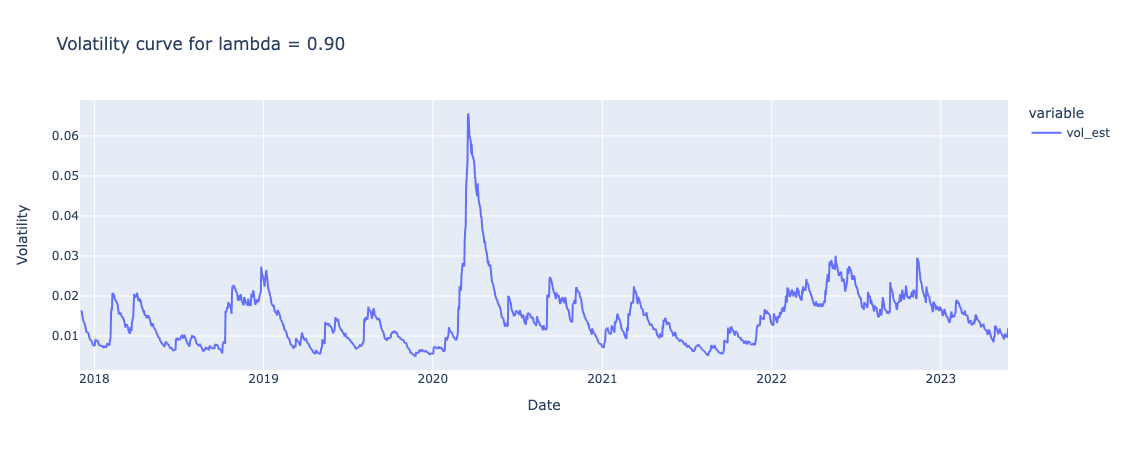 Volatility curve for lambda = 0.90
variable
vol_est
0.06
0.05
0.04
0.03
0.02
0.01
Volatility
2018 2019 2020 2021 2022 2023
Date